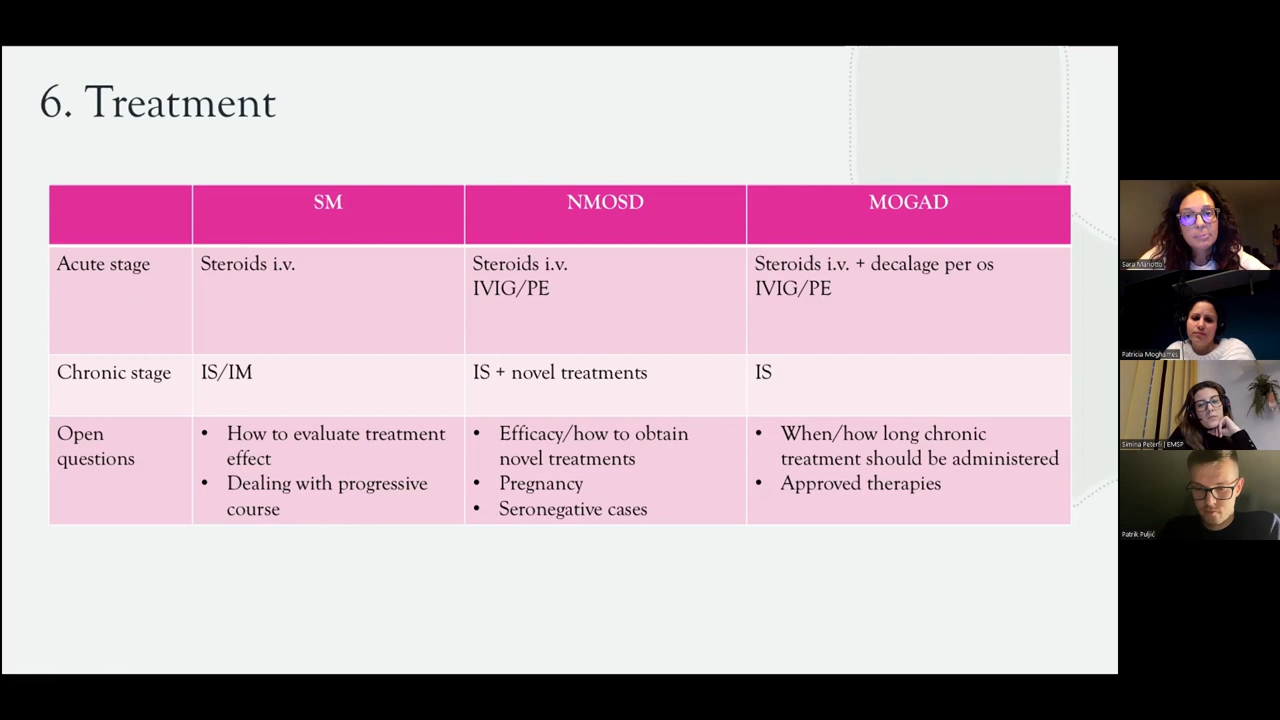 6. Treatment
SM
NMOSD
MOGAD
Acute stage
Steroids i.v.
Steroids i.v.
IVIG/PE
Steroids i.v. + decalage per os
IVIG/PE
Chronic stage
IS/IM
IS + novel treatments
IS
Open
questions
• How to evaluate treatment
effect
• Dealing with progressive
course
• Efficacy/how to obtain
novel treatments
• Pregnancy
• Seronegative cases
• When/how long chronic
treatment should be administered
• Approved therapies
Sara Mariotto
Patricia Moghames
Simina Peterfi | EMSP
Patrik Puljić